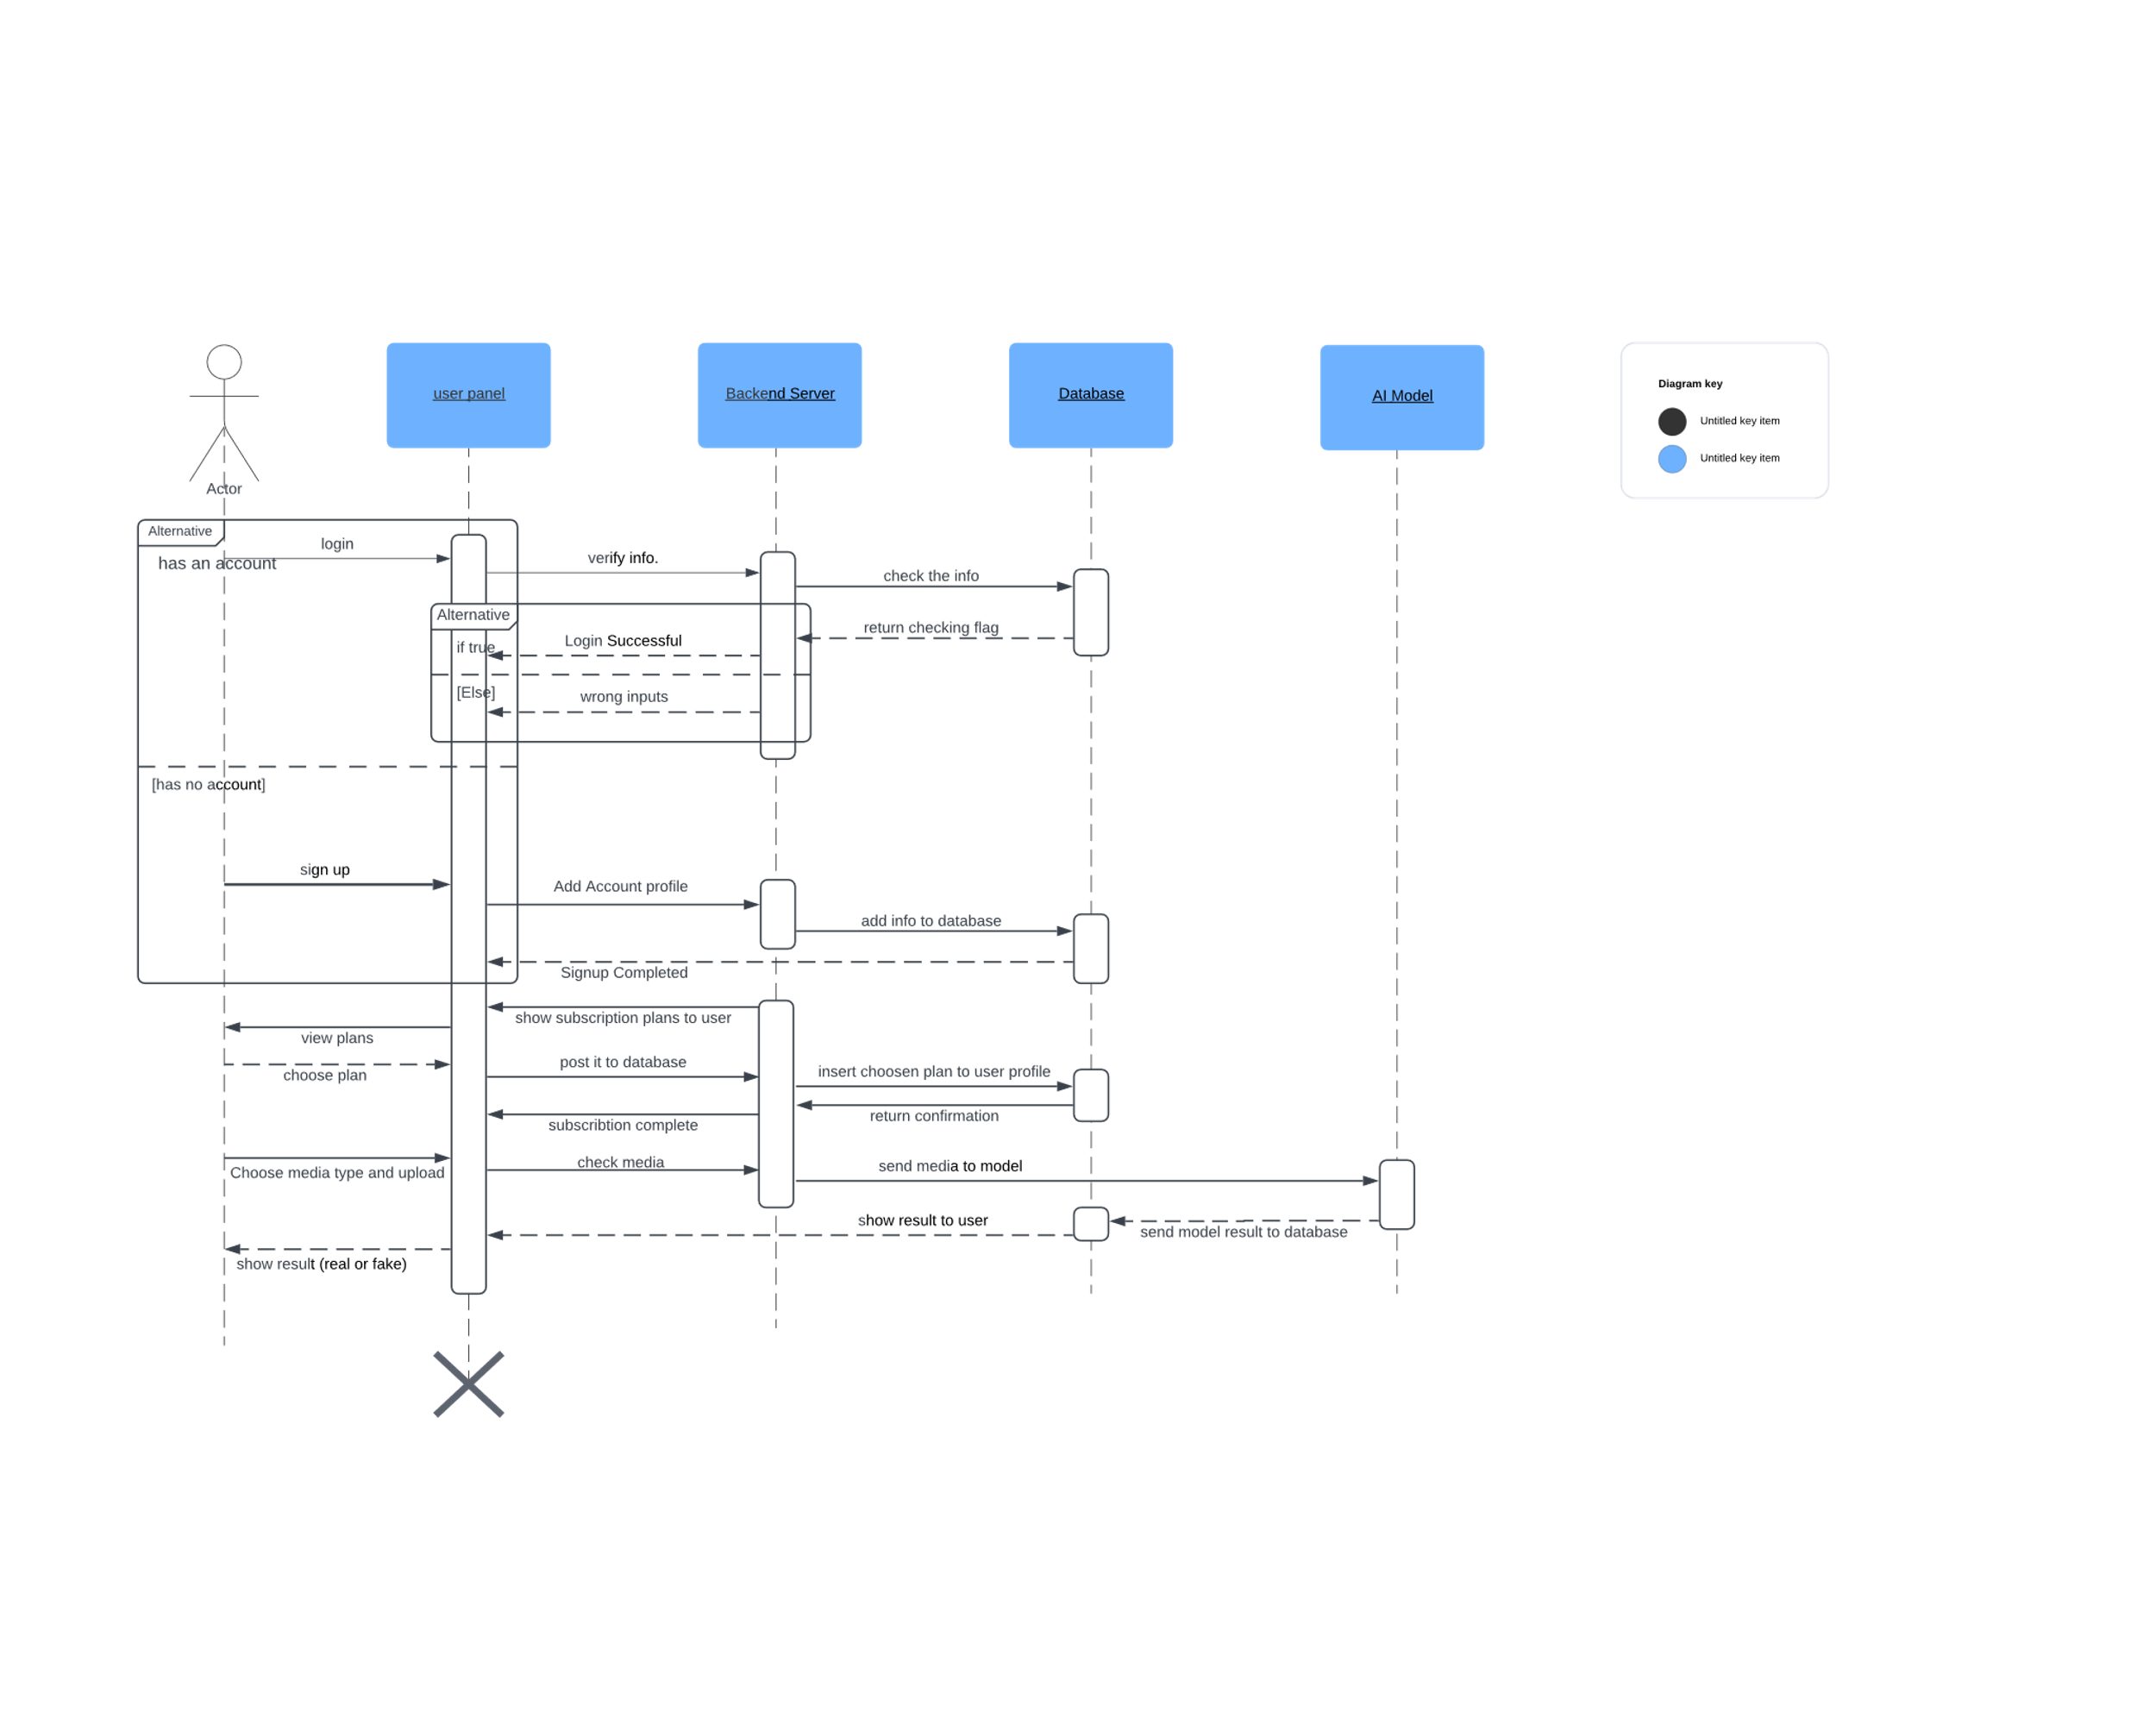 user panel
Backend Server
Database
AI Model
Diagram key
Untitled key item
Untitled key item
Actor
Alternative
login
has an account
verify info.
check the info
Alternative
return checking flag
if true
Login Successful
[Else]
wrong inputs
[has no account]
sign up
Add Account profile
add info to database
Signup Completed
show subscription plans to user
view plans
post it to database
choose plan
insert choosen plan to user profile
return confirmation
subscribtion complete
check media
Choose media type and upload
send media to model
show result to user
send model result to database
show result (real or fake)